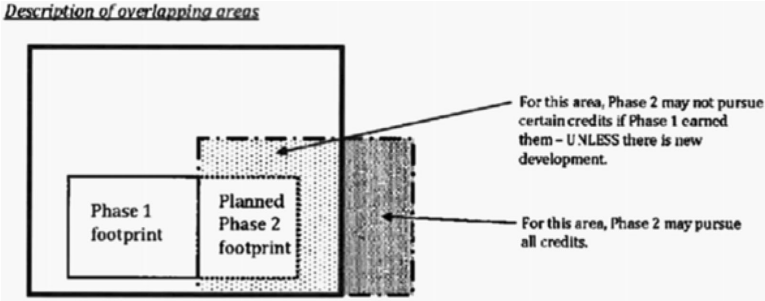 Description of overlapping areas
For this area, Phase 2 may not pursue
certain credits if Phase 1 earned
them – UNLESS there is new
development.
Phase 1
footprint
Planned
Phase 2
footprint
For this area, Phase 2 may pursue
all credits.